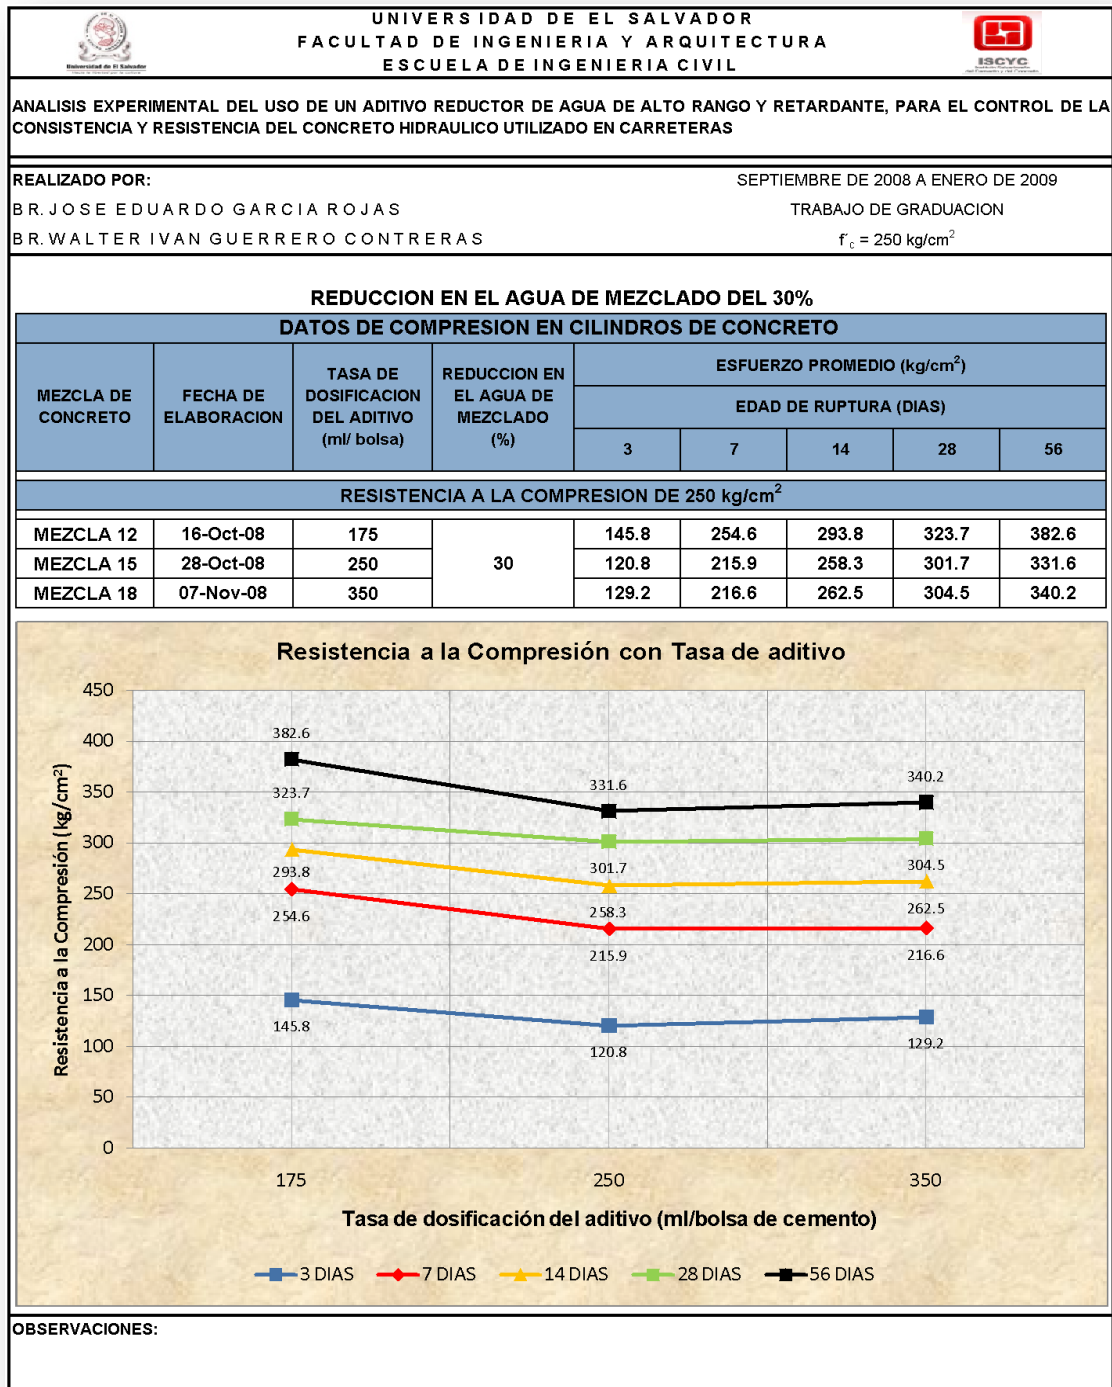 UNIVERSIDAD DE EL SALVADOR
FACULTAD DE INGENIERIA Y ARQUITECTURA
ESCUELA DE INGENIERIA CIVIL
Universidad de El Salvador
ISCYC
ANALISIS EXPERIMENTAL DEL USO DE UN ADITIVO REDUCTOR DE AGUA DE ALTO RANGO Y RETARDANTE, PARA EL CONTROL DE LA
CONSISTENCIA Y RESISTENCIA DEL CONCRETO HIDRAULICO UTILIZADO EN CARRETERAS
REALIZADO POR:
SEPTIEMBRE DE 2008 A ENERO DE 2009
BR. JOSE EDUARDO GARCIA ROJAS
TRABAJO DE GRADUACION
BR. WALTER IVAN GUERRERO CONTRERAS
f´c = 250 kg/cm²
REDUCCION EN EL AGUA DE MEZCLADO DEL 30%
DATOS DE COMPRESION EN CILINDROS DE CONCRETO
MEZCLA DE
CONCRETO
FECHA DE
ELABORACION
TASA DE
DOSIFICACION
DEL ADITIVO
(ml/ bolsa)
REDUCCION EN
EL AGUA DE
MEZCLADO
(%)
ESFUERZO PROMEDIO (kg/cm²)
EDAD DE RUPTURA (DIAS)
3 7 14 28 56
RESISTENCIA A LA COMPRESION DE 250 kg/cm²
MEZCLA 12 16-Oct-08 175 145.8 254.6 293.8 323.7 382.6
MEZCLA 15 28-Oct-08 250 30 120.8 215.9 258.3 301.7 331.6
MEZCLA 18 07-Nov-08 350 129.2 216.6 262.5 304.5 340.2
Resistencia a la Compresión con Tasa de aditivo
Resistencia a la Compresión (kg/cm²)
450
400
350
300
250
200
150
100
50
0
382.6
331.6
340.2
323.7
301.7
304.5
293.8
258.3
262.5
254.6
215.9
216.6
145.8
120.8
129.2
175 250 350
Tasa de dosificación del aditivo (ml/bolsa de cemento)
3 DIAS 7 DIAS 14 DIAS 28 DIAS 56 DIAS
OBSERVACIONES: